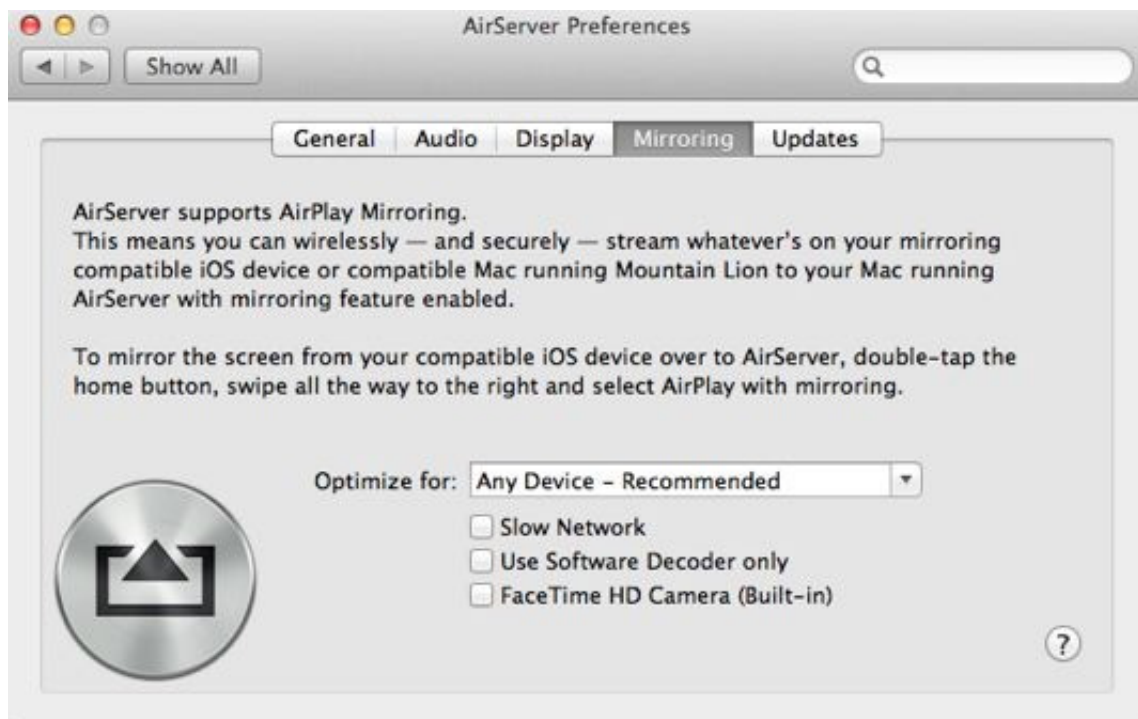 AirServer Preferences
Show All
General Audio Display Mirroring Updates
AirServer supports AirPlay Mirroring.
This means you can wirelessly — and securely — stream whatever's on your mirroring
compatible iOS device or compatible Mac running Mountain Lion to your Mac running
AirServer with mirroring feature enabled.
To mirror the screen from your compatible iOS device over to AirServer, double-tap the
home button, swipe all the way to the right and select AirPlay with mirroring.
Optimize for: Any Device – Recommended
Slow Network
Use Software Decoder only
FaceTime HD Camera (Built-in)
?